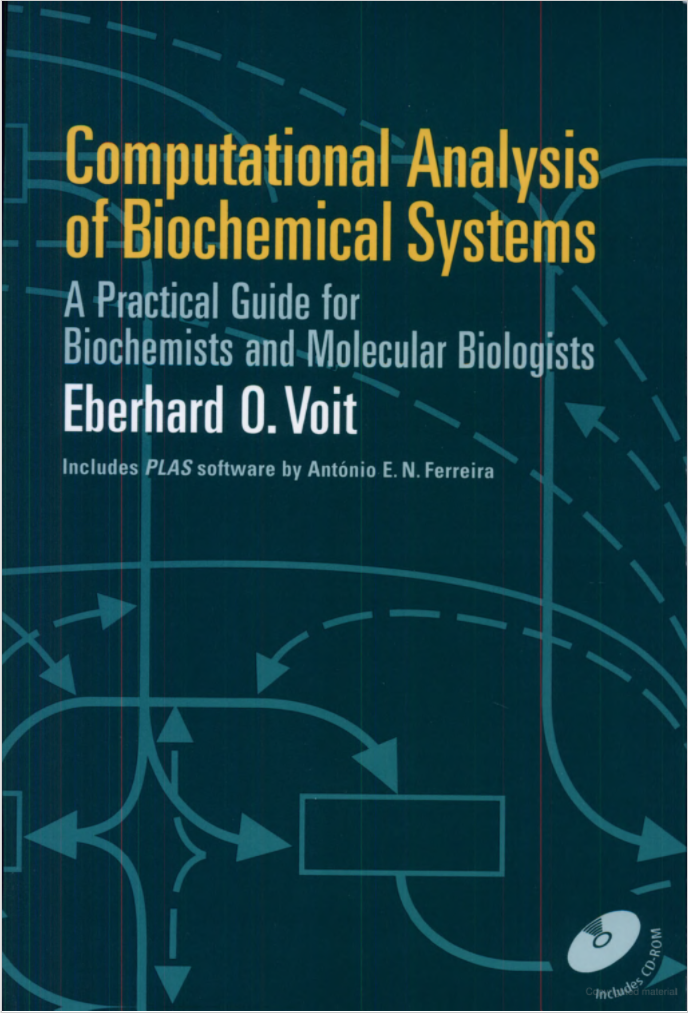 Computational Analysis
of Biochemical Systems
A Practical Guide for
Biochemists and Molecular Biologists
Eberhard O. Voit
Includes PLAS software by António E. N. Ferreira
Includes CD-ROM
material